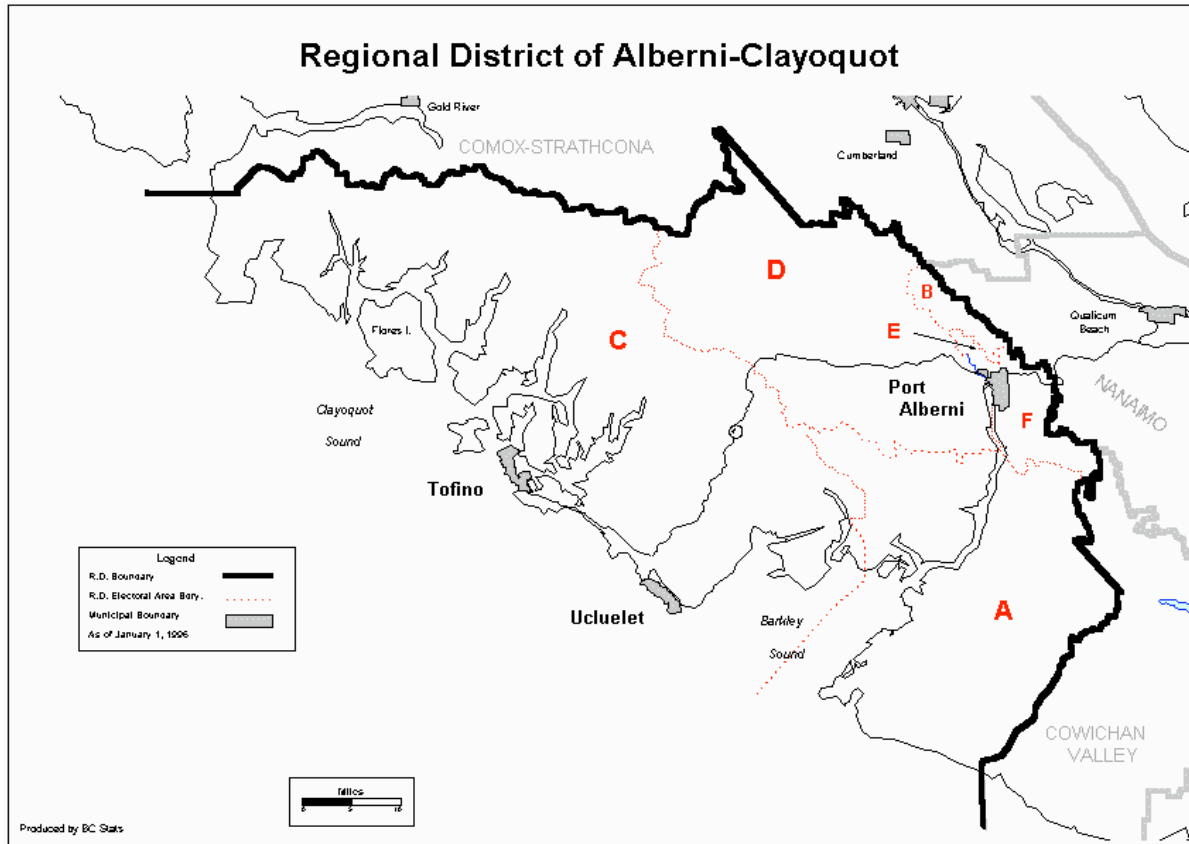 Regional District of Alberni-Clayoquot
Gold River
COMOX-STRATHCONA
Cumberland
D
B
Qualicum
Beach
Flores I.
C
E
Port
Alberni
NANAIMO
F
Clayoquot
Sound
Tofino
Legend
R.D. Boundary
R.D. Electoral Area Bdry.
Municipal Boundary
As of January 1, 1996
Ucluelet
Barkley
Sound
A
COWICHAN
VALLEY
Miles
0 5 10
Produced by BC Stats